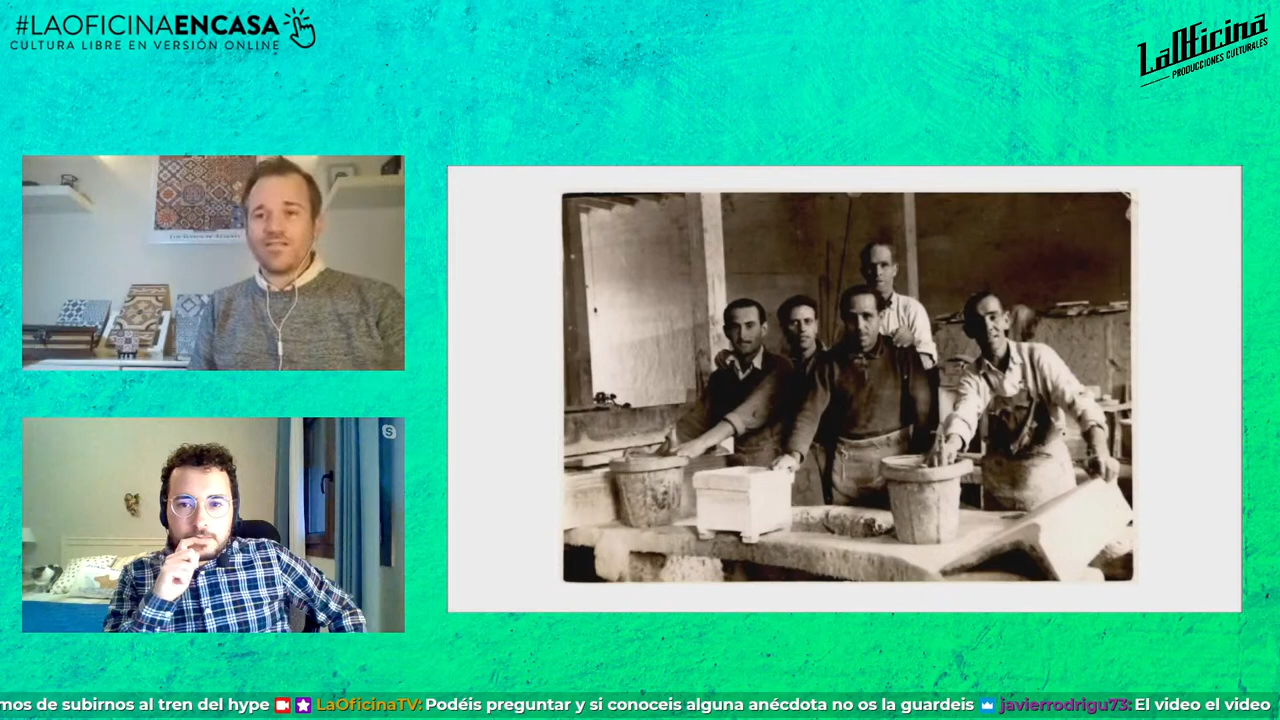 #LAOFICINAENCASA
CULTURA LIBRE EN VERSIÓN ONLINE
LaOficina
PRODUCCIONES CULTURALES
mos de subirnos al tren del hype LaOficinaTV: Podéis preguntar y si conoceis alguna anécdota no os la guardeis javierrodrigu73: El video el video